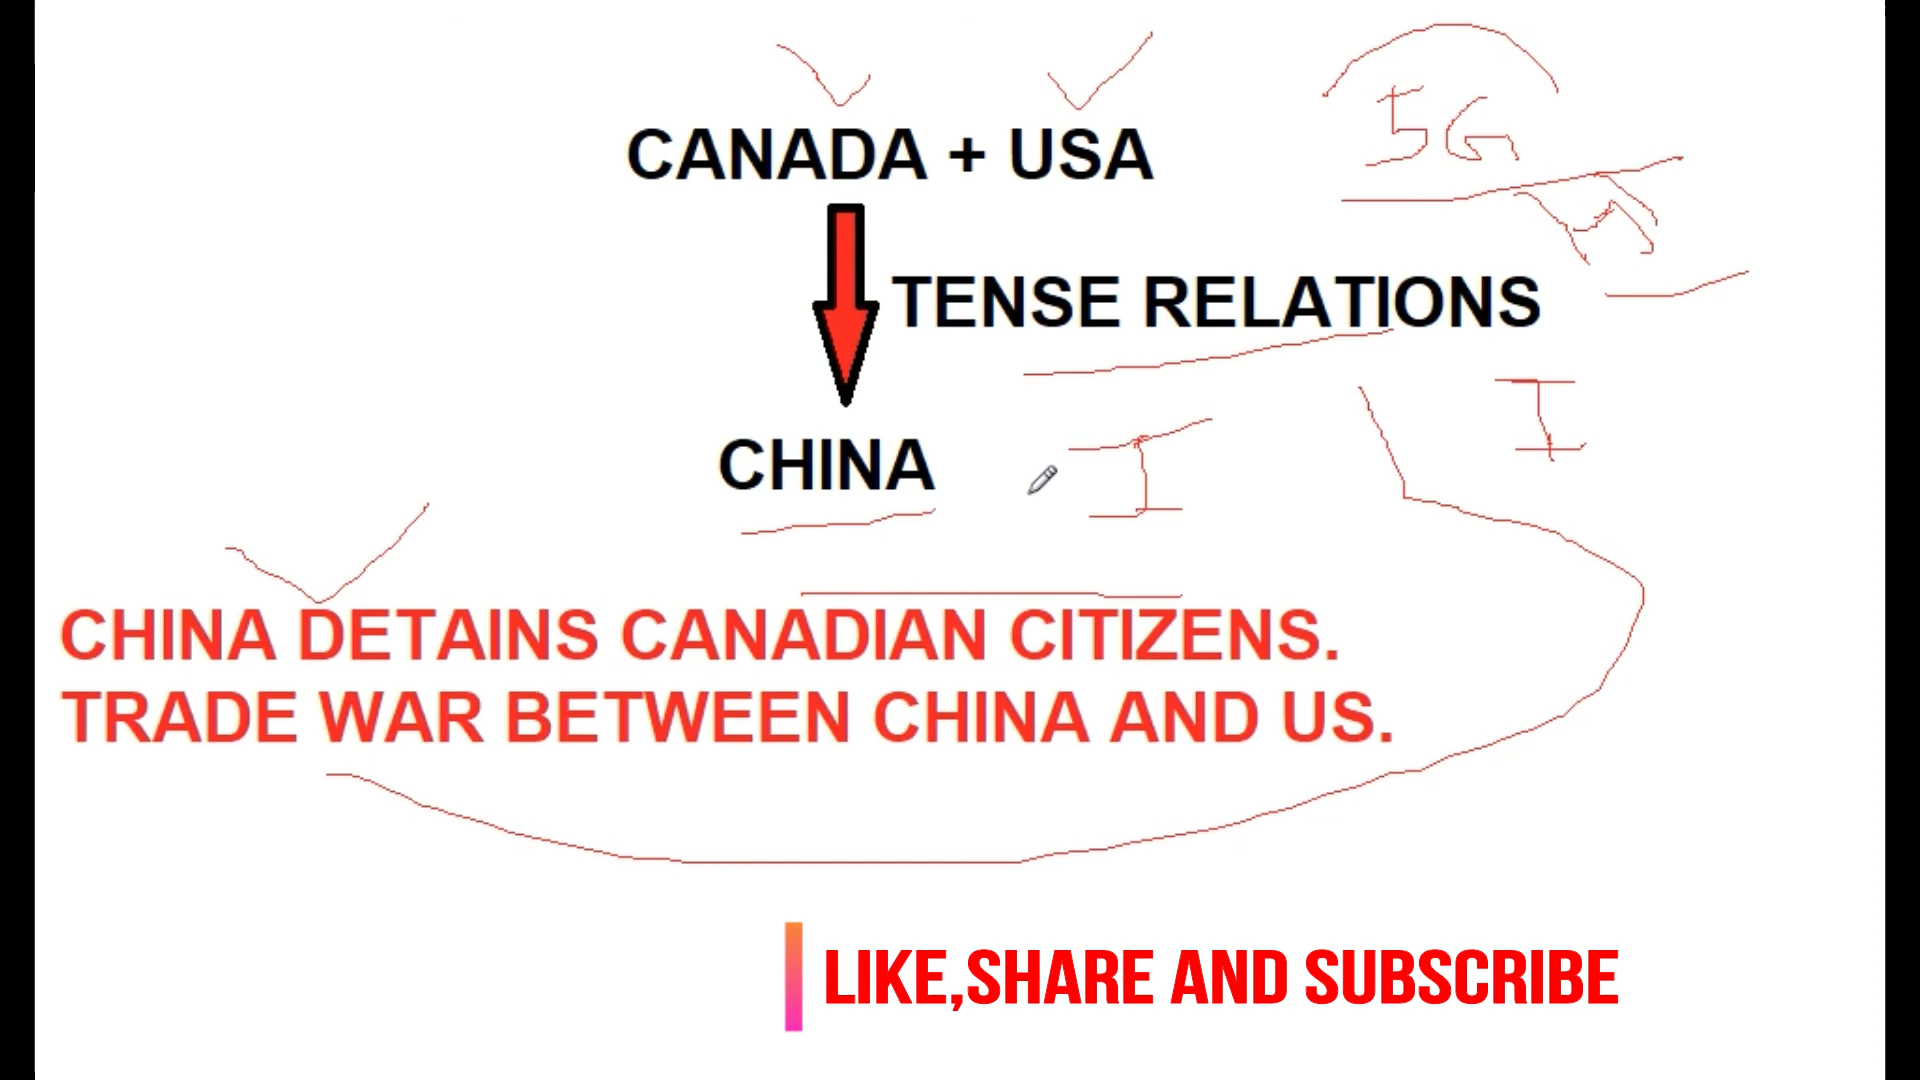 CANADA + USA
5G
TENSE RELATIONS
I
CHINA
I
CHINA DETAINS CANADIAN CITIZENS.
TRADE WAR BETWEEN CHINA AND US.
LIKE,SHARE AND SUBSCRIBE